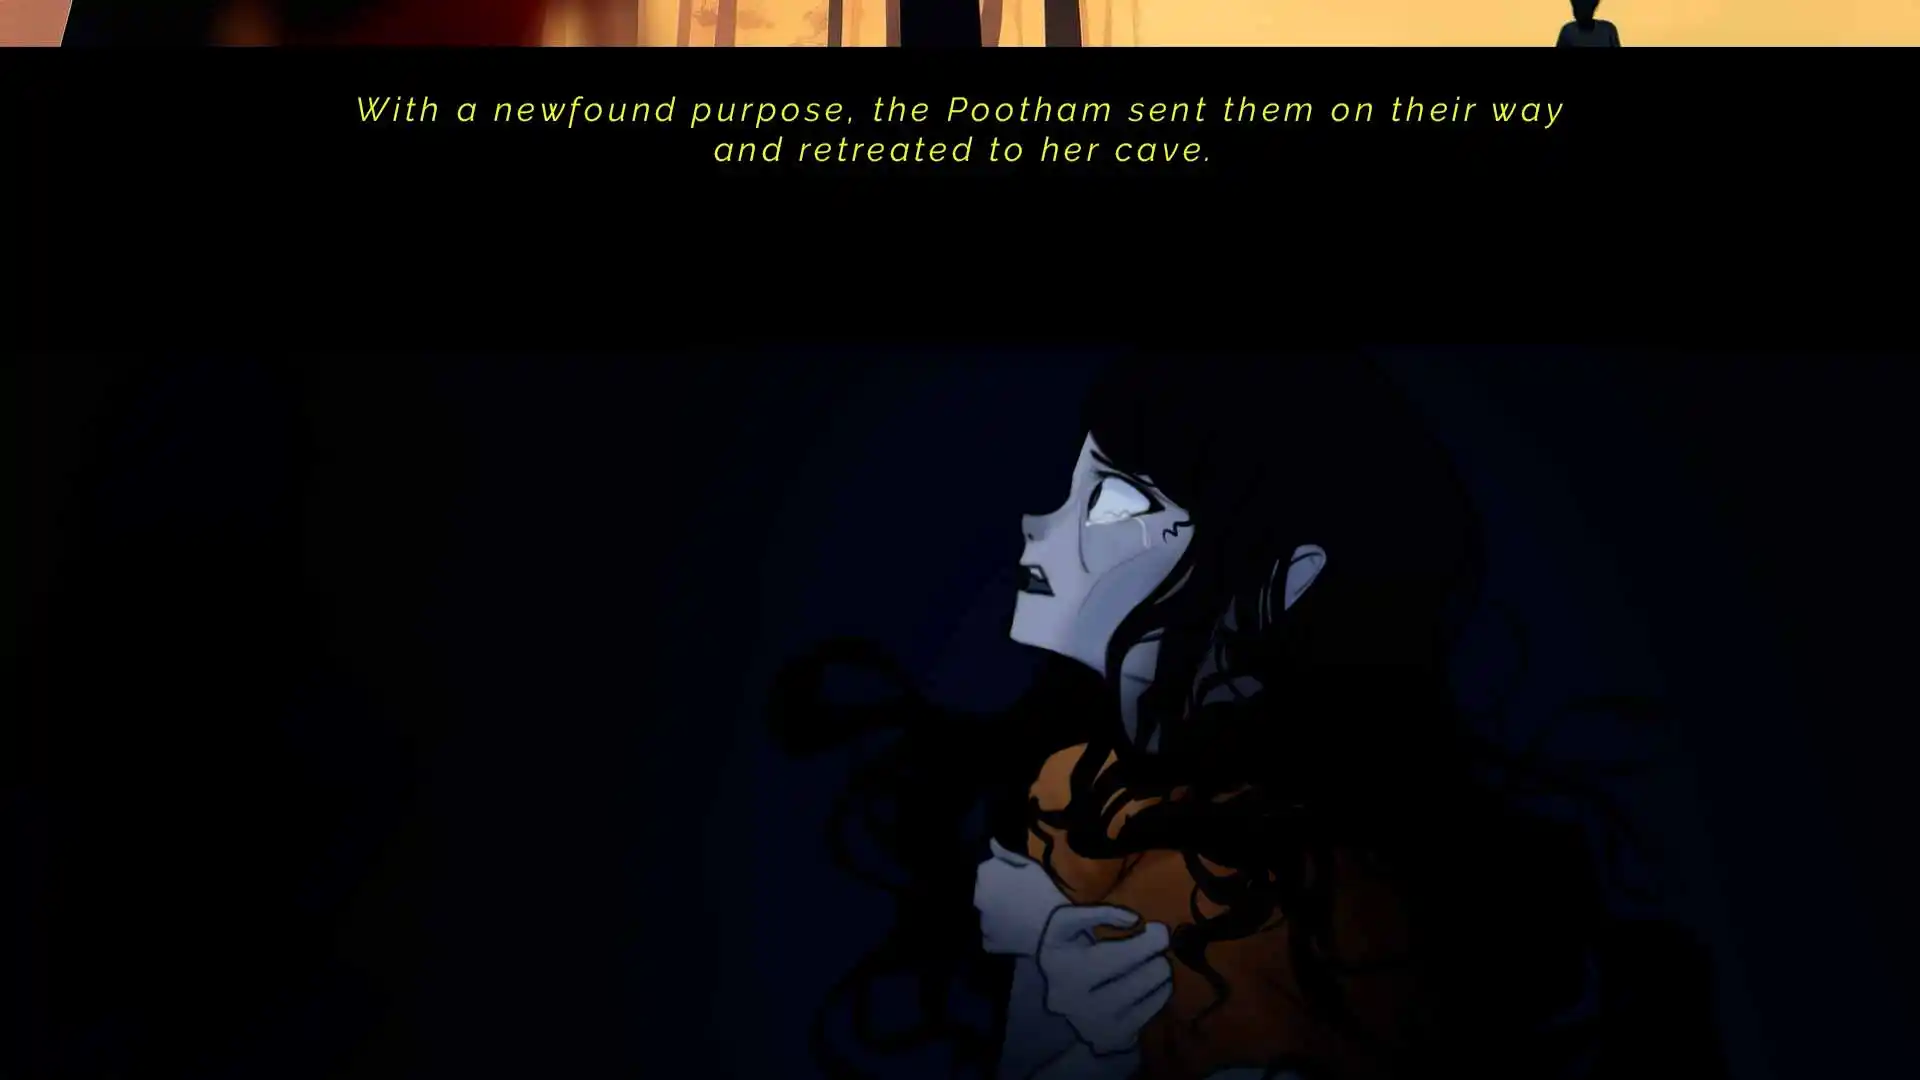 With a newfound purpose, the Pootham sent them on their way
and retreated to her cave.